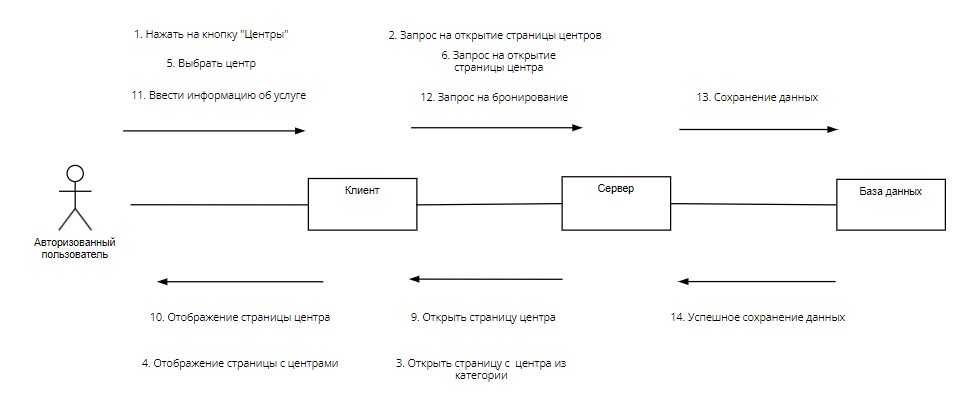 1. Нажать на кнопку "Центры"
2. Запрос на открытие страницы центров
5. Выбрать центр
6. Запрос на открытие
страницы центра
11. Ввести информацию об услуге
12. Запрос на бронирование
13. Сохранение данных
Клиент
Сервер
База данных
Авторизованный
пользователь
10. Отображение страницы центра
9. Открыть страницу центра
14. Успешное сохранение данных
4. Отображение страницы с центрами
3. Открыть страницу с центра из
категории